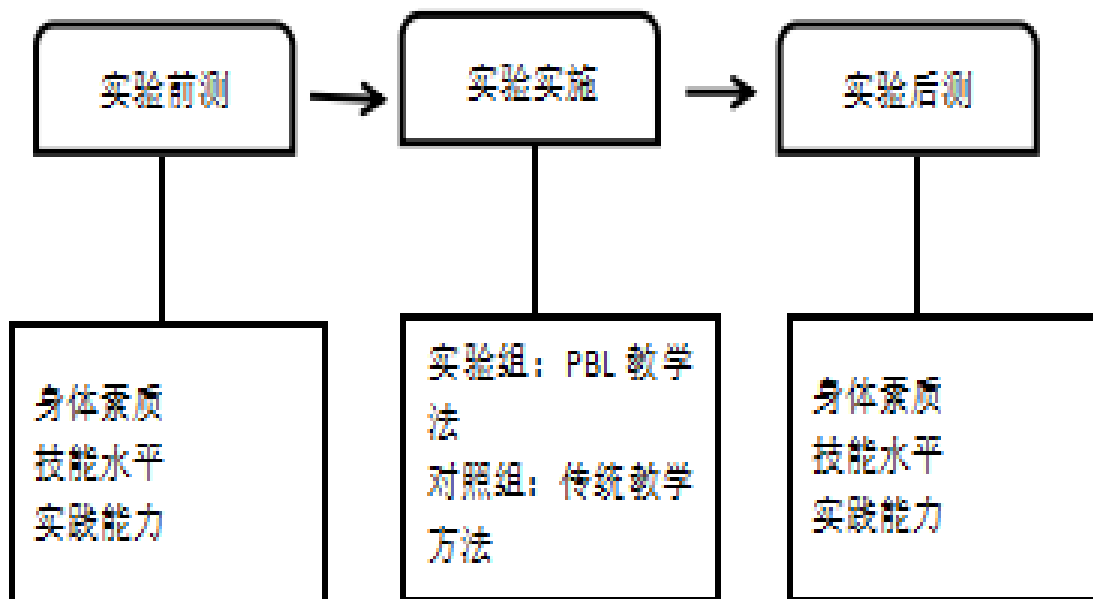 实验前测
实验实施
实验后测
身体素质
技能水平
实践能力
实验组：PBL 教学
法
对照组：传统教学
方法
身体素质
技能水平
实践能力